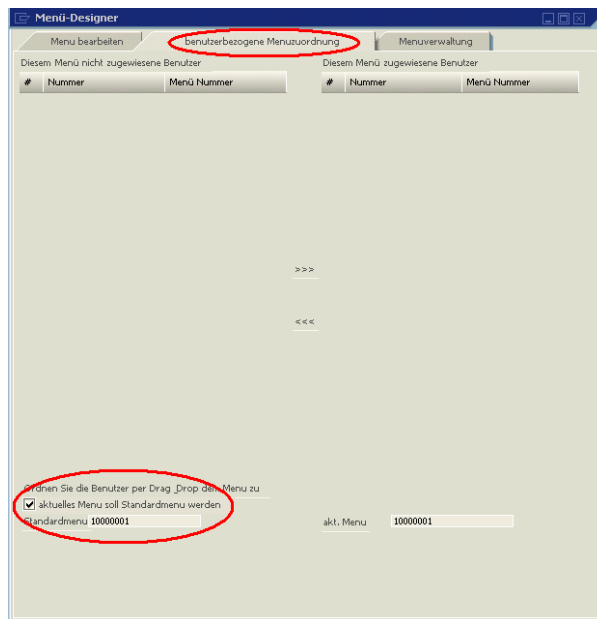 Menü-Designer
Menu bearbeiten benutzerbezogene Menuzuordnung Menuverwaltung
Diesem Menü nicht zugewiesene Benutzer Diesem Menü zugewiesene Benutzer
# Nummer Menü Nummer # Nummer Menü Nummer
>>>
<<<
Ordnen Sie die Benutzer per Drag_Drop dem Menu zu
aktuelles Menu soll Standardmenu werden
Standardmenu 10000001 akt. Menu 10000001